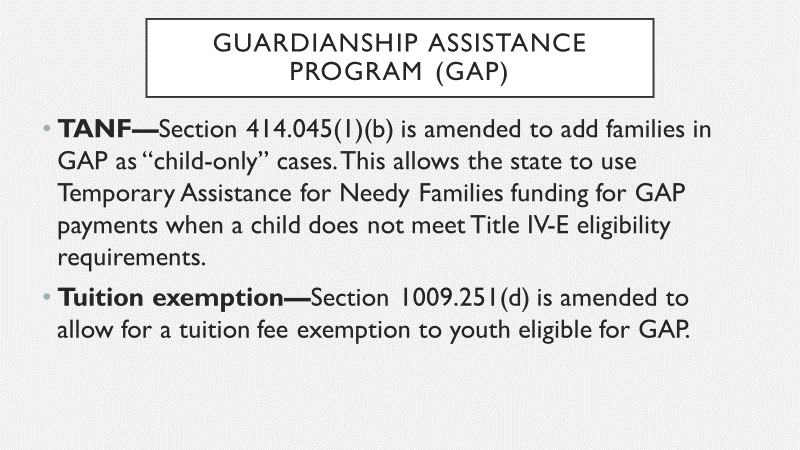 GUARDIANSHIP ASSISTANCE
PROGRAM (GAP)
• TANF—Section 414.045(1)(b) is amended to add families in
GAP as “child-only” cases. This allows the state to use
Temporary Assistance for Needy Families funding for GAP
payments when a child does not meet Title IV-E eligibility
requirements.
• Tuition exemption—Section 1009.251(d) is amended to
allow for a tuition fee exemption to youth eligible for GAP.